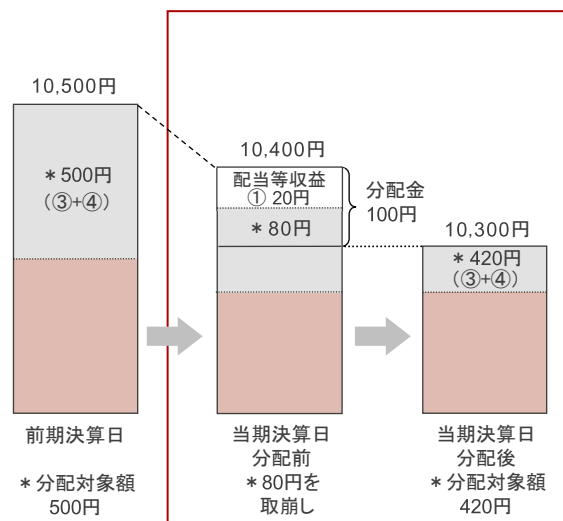 10,500円
＊500円
(③+④)
前期決算日
＊分配対象額
500円
10,400円
配当等収益
① 20円
＊80円
分配金
100円
当期決算日
分配前
＊80円を
取崩し
10,300円
＊420円
(③+④)
当期決算日
分配後
＊分配対象額
420円